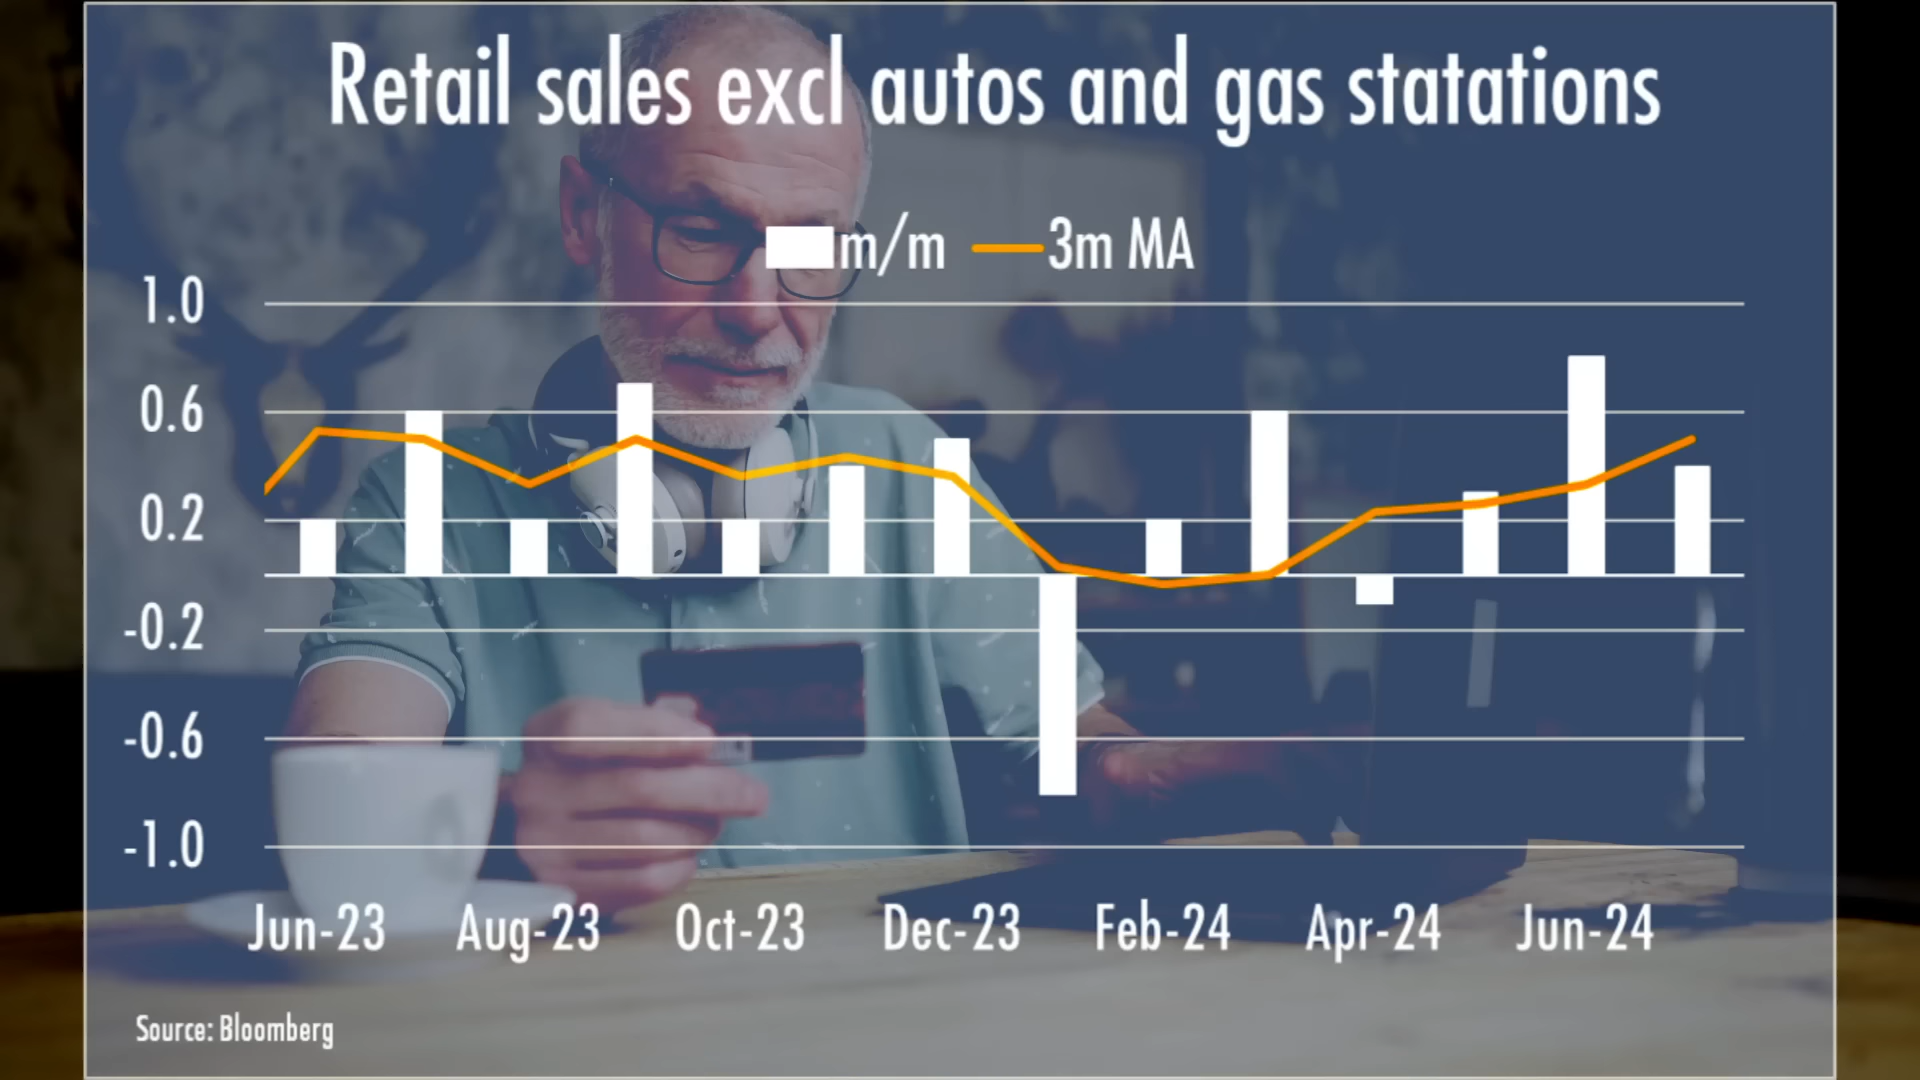 Retail sales excl autos and gas statations
m/m 3m MA
1.0
0.6
0.2
-0.2
-0.6
-1.0
Jun-23 Aug-23 Oct-23 Dec-23 Feb-24 Apr-24 Jun-24
Source: Bloomberg